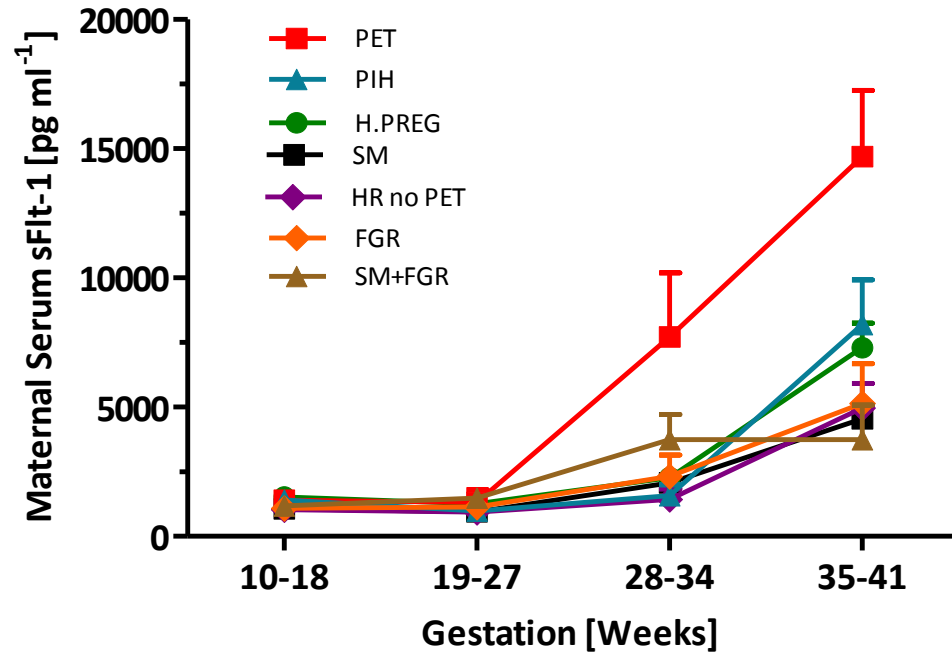 Maternal Serum sFlt-1 [pg ml⁻¹]
20000
15000
10000
5000
0
PET
PIH
H.PREG
SM
HR no PET
FGR
SM+FGR
10-18 19-27 28-34 35-41
Gestation [Weeks]